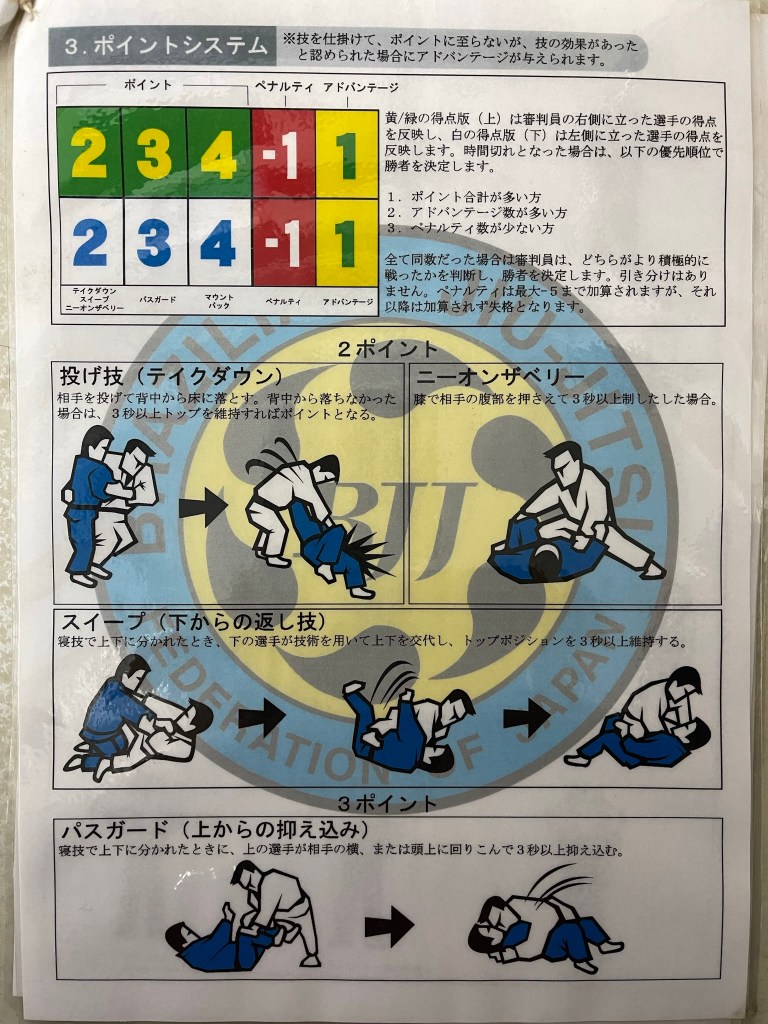 3．ポイントシステム
※技を仕掛けて、ポイントに至らないが、技の効果があった
と認められた場合にアドバンテージが与えられます。
ポイント
ペナルティ
アドバンテージ
2 3 4 -1 1
2 3 4 -1 1
テイクダウン
スイープ
ニーオンザベリー
パスガード
マウント
バック
ペナルティ
アドバンテージ
黄/緑の得点版（上）は審判員の右側に立った選手の得点
を反映し、白の得点版（下）は左側に立った選手の得点を
反映します。時間切れとなった場合は、以下の優先順位で
勝者を決定します。
1．ポイント合計が多い方
2．アドバンテージ数が多い方
3．ペナルティ数が少ない方
全て同数だった場合は審判員は、どちらがより積極的に
戦ったかを判断し、勝者を決定します。引き分けはあり
ません。ペナルティは最大-5まで加算されますが、それ
以降は加算されず失格となります。
2ポイント
投げ技（テイクダウン）
相手を投げて背中から床に落とす。背中から落ちなかった
場合は、3秒以上トップを維持すればポイントとなる。
ニーオンザベリー
膝で相手の腹部を押さえて3秒以上制したした場合。
BJJ
スイープ（下からの返し技）
寝技で上下に分かれたとき、下の選手が技術を用いて上下を交代し、トップポジションを3秒以上維持する。
FEDERATION OF JAPAN
3ポイント
パスガード（上からの抑え込み）
寝技で上下に分かれたときに、上の選手が相手の横、または頭上に回りこんで3秒以上抑え込む。